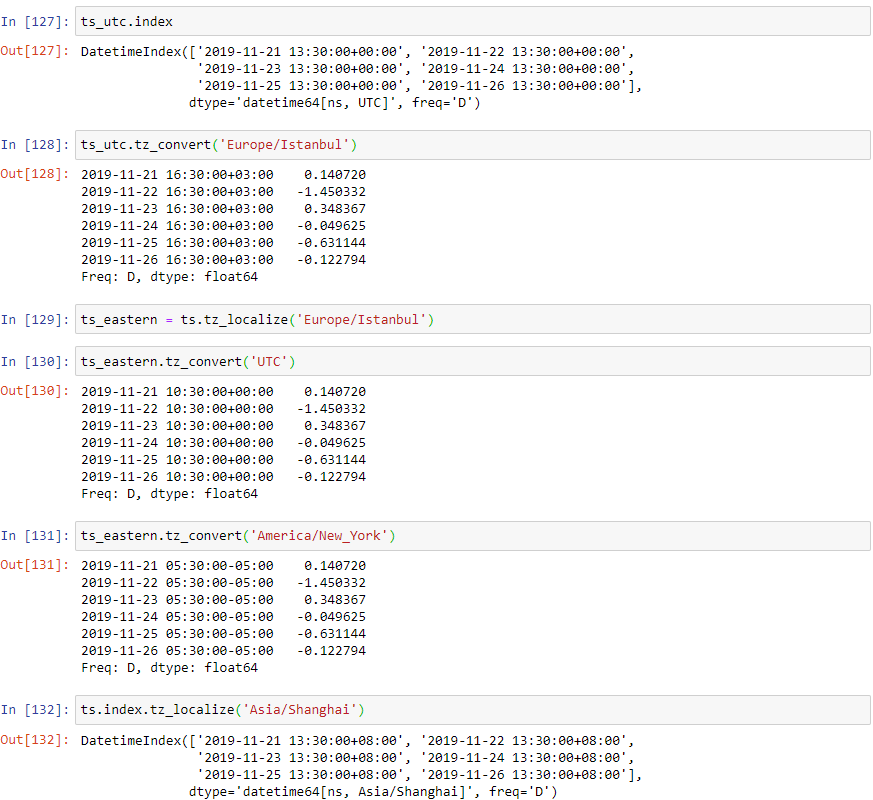 In [127]: ts_utc.index
Out[127]: DatetimeIndex(['2019-11-21 13:30:00+00:00', '2019-11-22 13:30:00+00:00',
'2019-11-23 13:30:00+00:00', '2019-11-24 13:30:00+00:00',
'2019-11-25 13:30:00+00:00', '2019-11-26 13:30:00+00:00'],
dtype='datetime64[ns, UTC]', freq='D')
In [128]: ts_utc.tz_convert('Europe/Istanbul')
Out[128]: 2019-11-21 16:30:00+03:00 0.140720
2019-11-22 16:30:00+03:00 -1.450332
2019-11-23 16:30:00+03:00 0.348367
2019-11-24 16:30:00+03:00 -0.049625
2019-11-25 16:30:00+03:00 -0.631144
2019-11-26 16:30:00+03:00 -0.122794
Freq: D, dtype: float64
In [129]: ts_eastern = ts.tz_localize('Europe/Istanbul')
In [130]: ts_eastern.tz_convert('UTC')
Out[130]: 2019-11-21 10:30:00+00:00 0.140720
2019-11-22 10:30:00+00:00 -1.450332
2019-11-23 10:30:00+00:00 0.348367
2019-11-24 10:30:00+00:00 -0.049625
2019-11-25 10:30:00+00:00 -0.631144
2019-11-26 10:30:00+00:00 -0.122794
Freq: D, dtype: float64
In [131]: ts_eastern.tz_convert('America/New_York')
Out[131]: 2019-11-21 05:30:00-05:00 0.140720
2019-11-22 05:30:00-05:00 -1.450332
2019-11-23 05:30:00-05:00 0.348367
2019-11-24 05:30:00-05:00 -0.049625
2019-11-25 05:30:00-05:00 -0.631144
2019-11-26 05:30:00-05:00 -0.122794
Freq: D, dtype: float64
In [132]: ts.index.tz_localize('Asia/Shanghai')
Out[132]: DatetimeIndex(['2019-11-21 13:30:00+08:00', '2019-11-22 13:30:00+08:00',
'2019-11-23 13:30:00+08:00', '2019-11-24 13:30:00+08:00',
'2019-11-25 13:30:00+08:00', '2019-11-26 13:30:00+08:00'],
dtype='datetime64[ns, Asia/Shanghai]', freq='D')